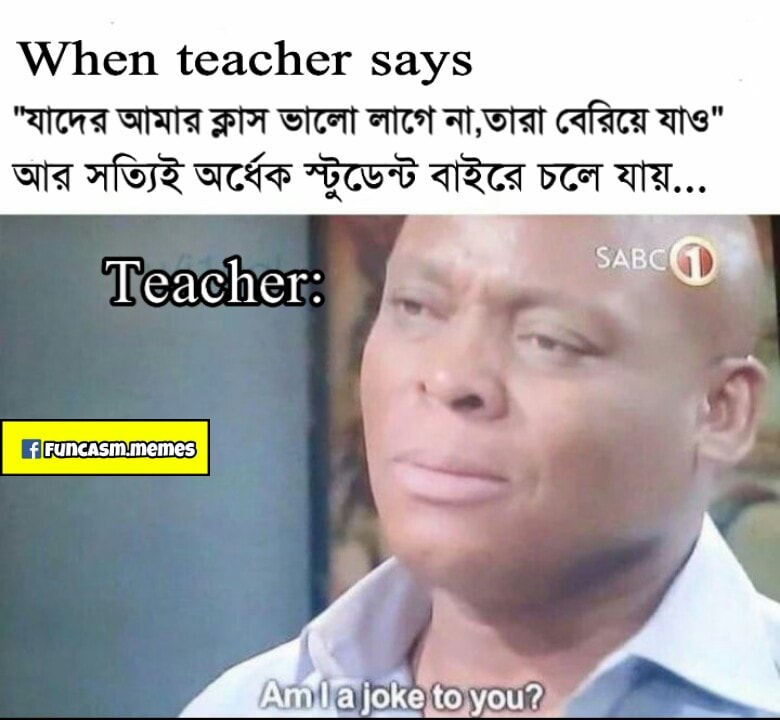 When teacher says
"যাদের আমার ক্লাস ভালো লাগে না,তারা বেরিয়ে যাও"
আর সত্যিই অর্ধেক স্টুডেন্ট বাইরে চলে যায়...
SABC 1
Teacher:
f Funcasm.memes
Am I a joke to you?